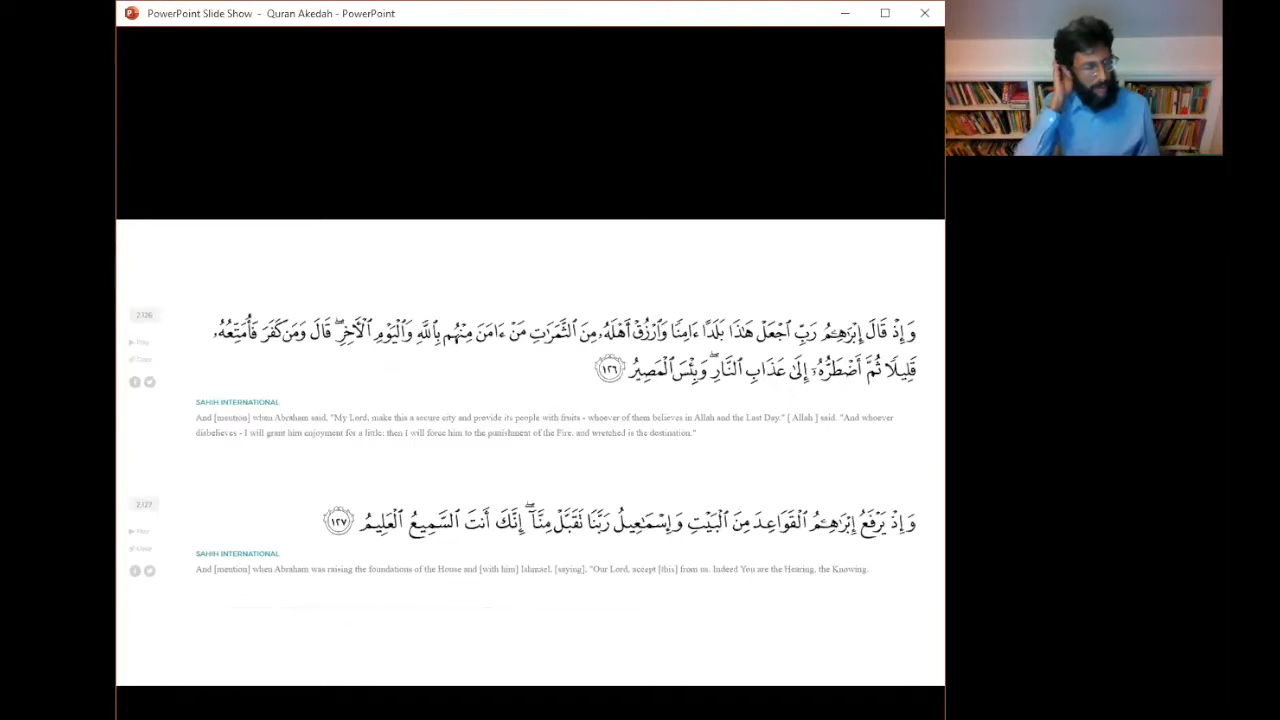 PowerPoint Slide Show - Quran Akedah - PowerPoint
2:126
وَإِذْ قَالَ إِبْرَٰهِـۧمُ رَبِّ ٱجْعَلْ هَـٰذَا بَلَدًا ءَامِنًا وَٱرْزُقْ أَهْلَهُۥ مِنَ ٱلثَّمَرَٰتِ مَنْ ءَامَنَ مِنْهُم بِٱللَّهِ وَٱلْيَوْمِ ٱلْـَٔاخِرِ ۖ قَالَ وَمَن كَفَرَ فَأُمَتِّعُهُۥ
Play
Copy
قَلِيلًا ثُمَّ أَضْطَرُّهُۥٓ إِلَىٰ عَذَابِ ٱلنَّارِ ۖ وَبِئْسَ ٱلْمَصِيرُ ١٢٦
SAHIH INTERNATIONAL
And [mention] when Abraham said, "My Lord, make this a secure city and provide its people with fruits - whoever of them believes in Allah and the Last Day." [ Allah ] said. "And whoever
disbelieves - I will grant him enjoyment for a little; then I will force him to the punishment of the Fire, and wretched is the destination."
2:127
وَإِذْ يَرْفَعُ إِبْرَٰهِـۧمُ ٱلْقَوَاعِدَ مِنَ ٱلْبَيْتِ وَإِسْمَـٰعِيلُ رَبَّنَا تَقَبَّلْ مِنَّآ ۖ إِنَّكَ أَنتَ ٱلسَّمِيعُ ٱلْعَلِيمُ ١٢٧
Play
Copy
SAHIH INTERNATIONAL
And [mention] when Abraham was raising the foundations of the House and [with him] Ishmael, [saying], "Our Lord, accept [this] from us. Indeed You are the Hearing, the Knowing.